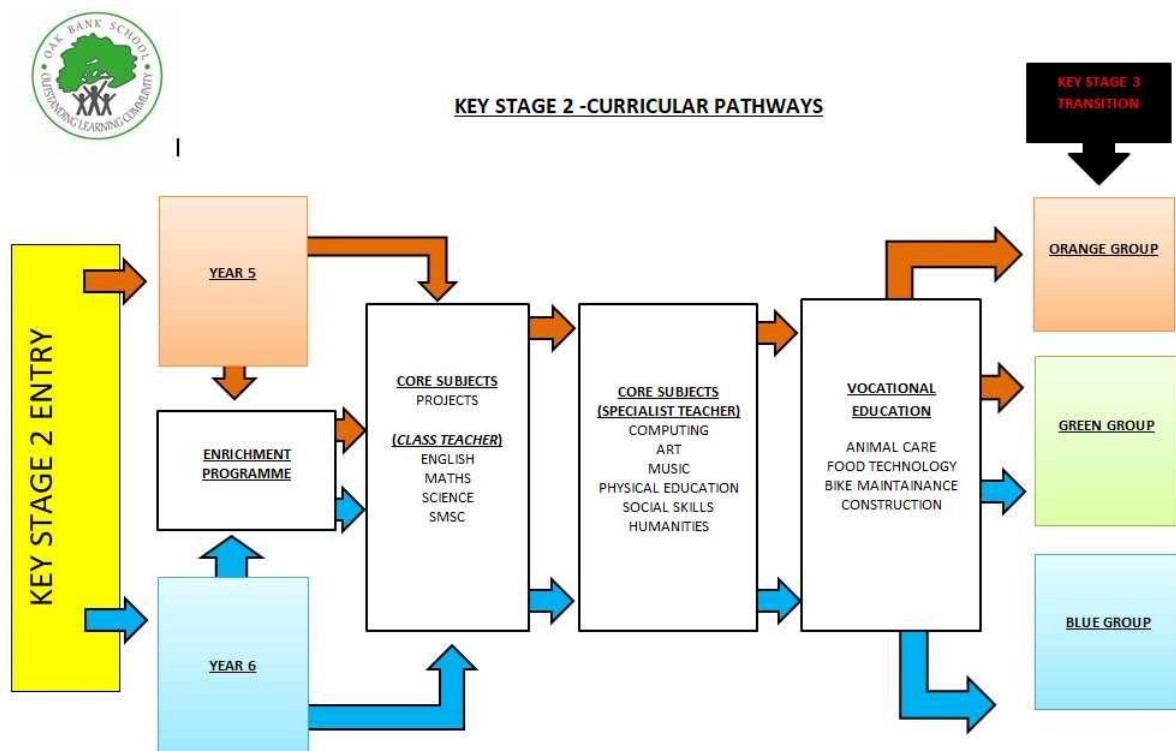 OAK BANK SCHOOL
OUTSTANDING LEARNING COMMUNITY
KEY STAGE 2 -CURRICULAR PATHWAYS
KEY STAGE 3
TRANSITION
KEY STAGE 2 ENTRY
YEAR 5
ENRICHMENT
PROGRAMME
YEAR 6
CORE SUBJECTS
PROJECTS
(CLASS TEACHER)
ENGLISH
MATHS
SCIENCE
SMSC
CORE SUBJECTS
(SPECIALIST TEACHER)
COMPUTING
ART
MUSIC
PHYSICAL EDUCATION
SOCIAL SKILLS
HUMANITIES
VOCATIONAL
EDUCATION
ANIMAL CARE
FOOD TECHNOLOGY
BIKE MAINTAINANCE
CONSTRUCTION
ORANGE GROUP
GREEN GROUP
BLUE GROUP